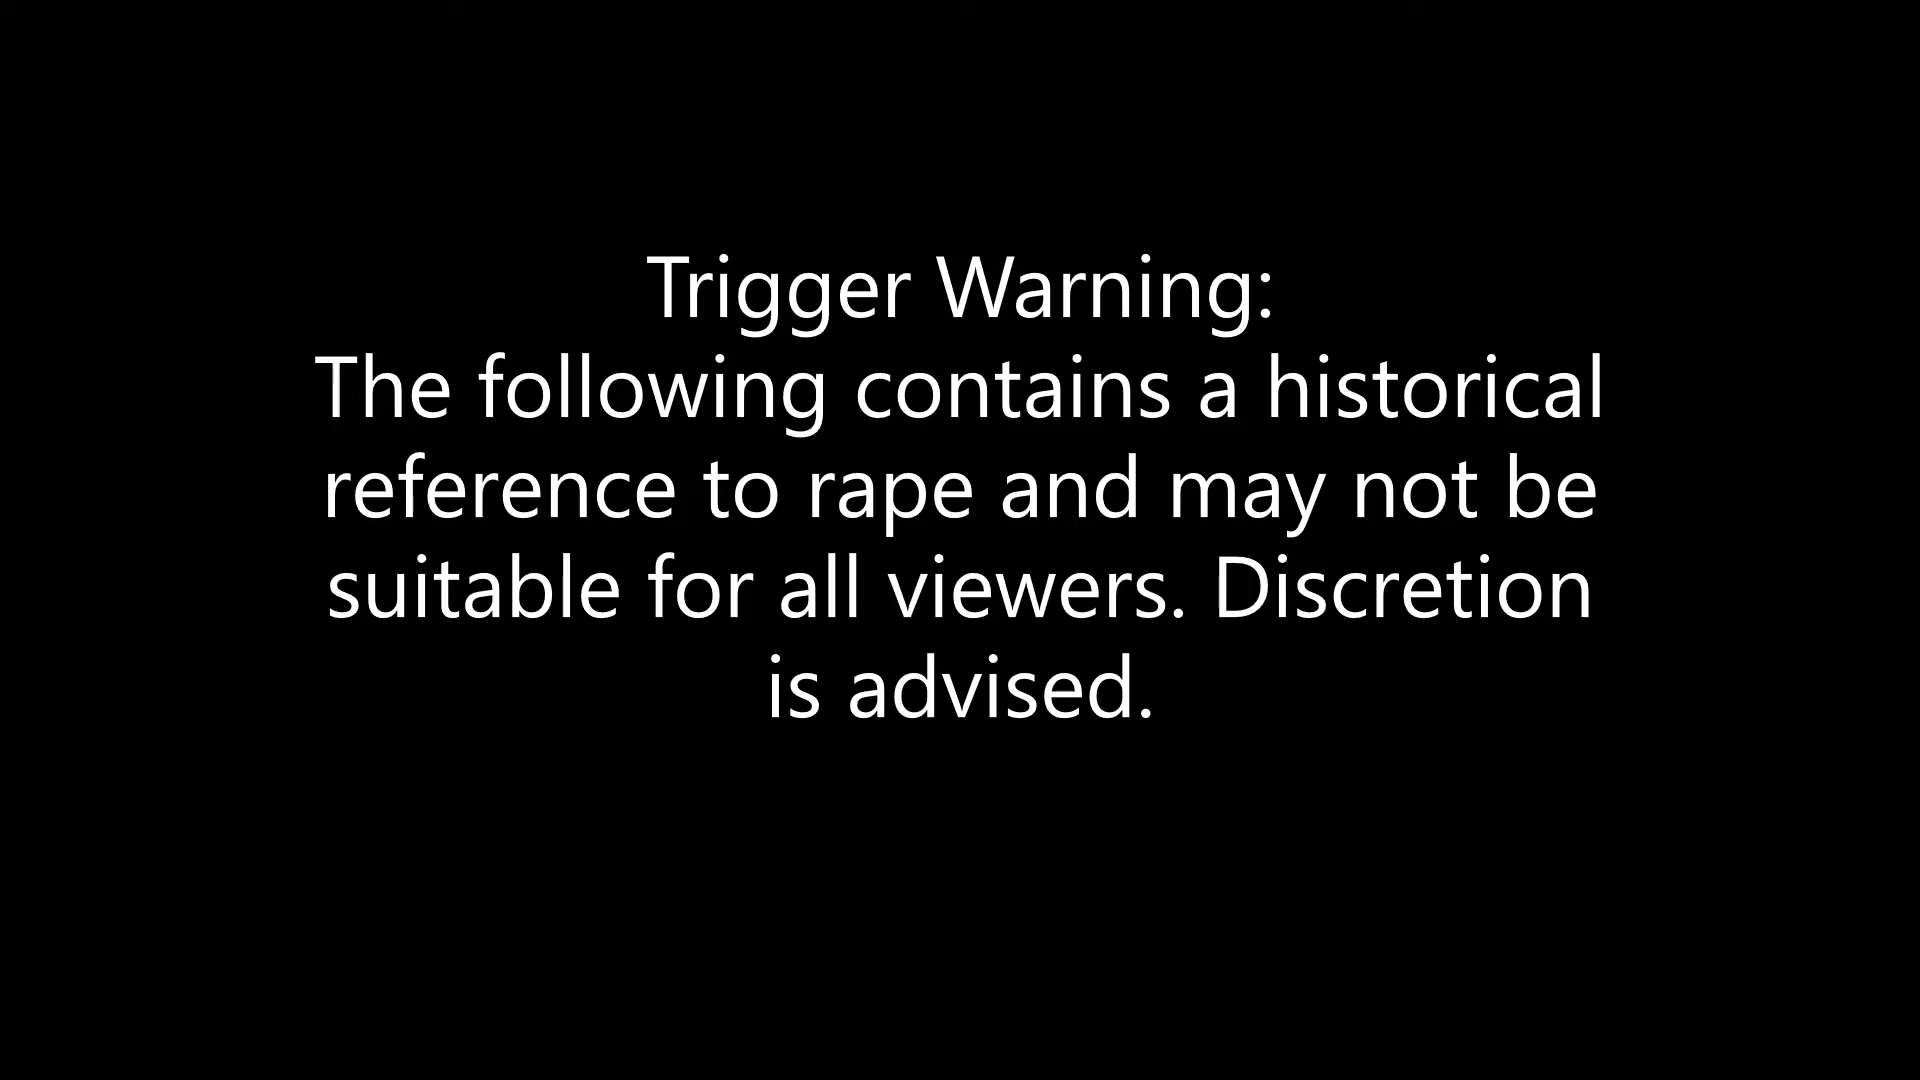 Trigger Warning:
The following contains a historical
reference to rape and may not be
suitable for all viewers. Discretion
is advised.